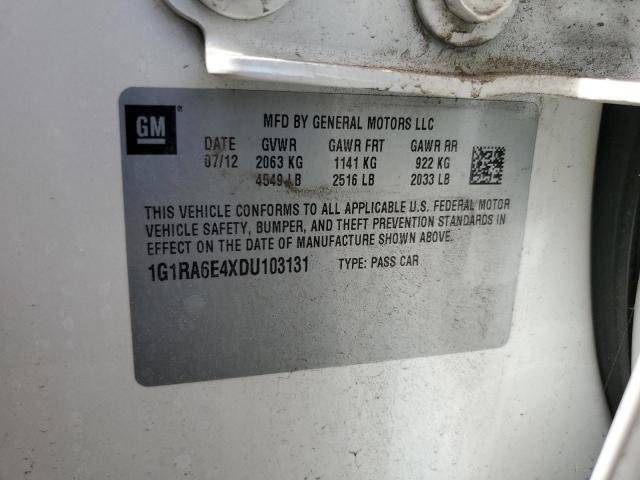 GM
MFD BY GENERAL MOTORS LLC
DATE GVWR GAWR FRT GAWR RR
07/12 2063 KG 1141 KG 922 KG
4549 LB 2516 LB 2033 LB
THIS VEHICLE CONFORMS TO ALL APPLICABLE U.S. FEDERAL MOTOR
VEHICLE SAFETY, BUMPER, AND THEFT PREVENTION STANDARDS IN
EFFECT ON THE DATE OF MANUFACTURE SHOWN ABOVE.
1G1RA6E4XDU103131 TYPE: PASS CAR